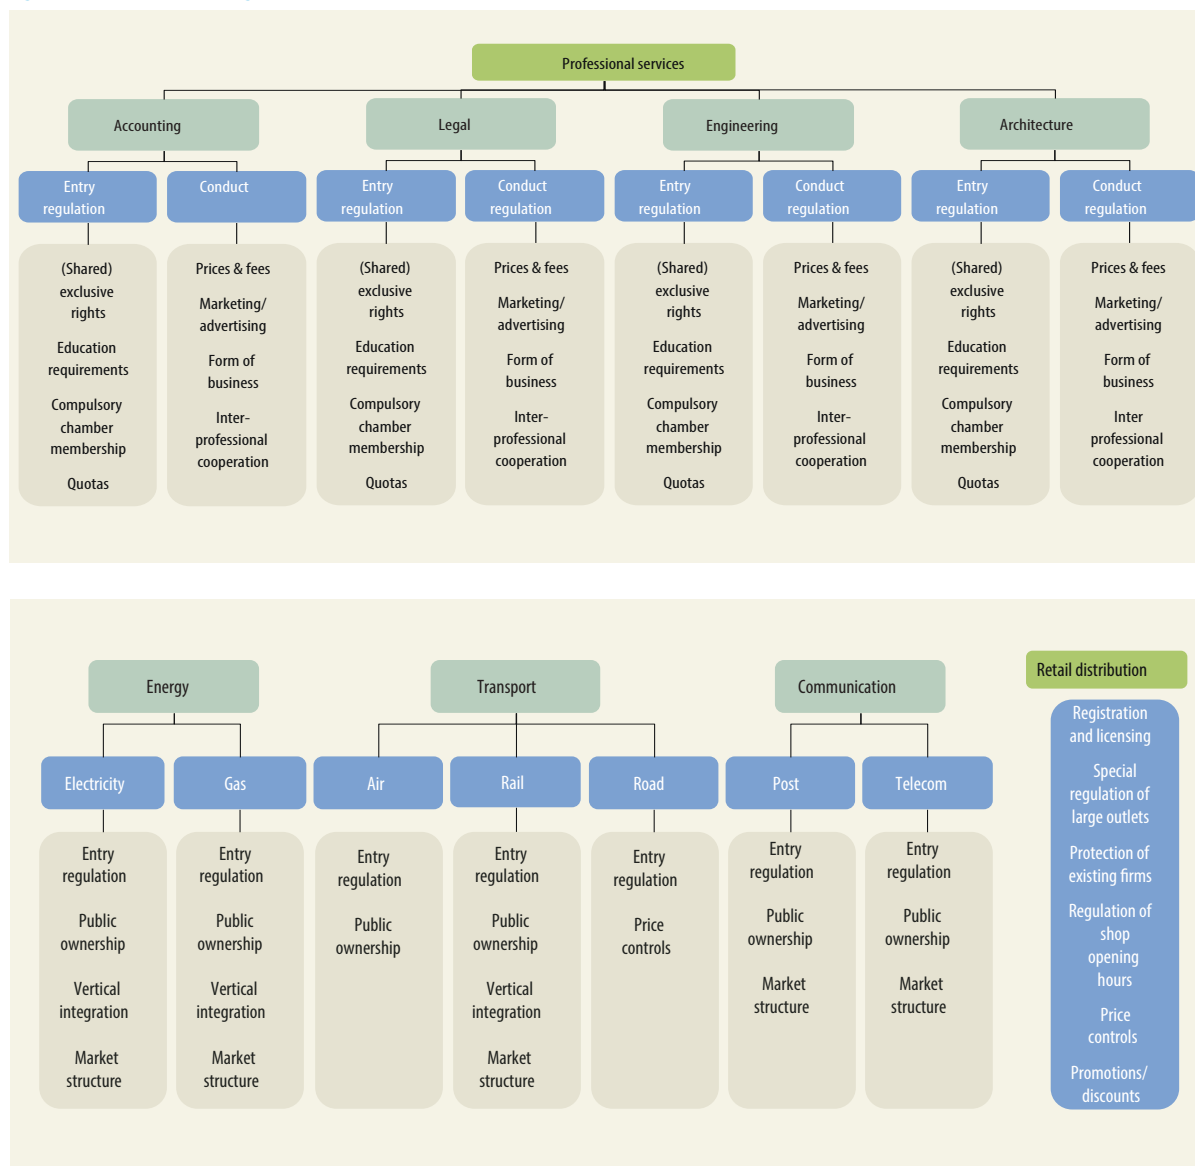 Professional services
Accounting
Legal
Engineering
Architecture
Entry
regulation
Conduct
Entry
regulation
Conduct
regulation
Entry
regulation
Conduct
regulation
Entry
regulation
Conduct
regulation
(Shared)
exclusive
rights
Education
requirements
Compulsory
chamber
membership
Quotas
Prices & fees
Marketing/
advertising
Form of
business
Inter-
professional
cooperation
(Shared)
exclusive
rights
Education
requirements
Compulsory
chamber
membership
Quotas
Prices & fees
Marketing/
advertising
Form of
business
Inter-
professional
cooperation
(Shared)
exclusive
rights
Education
requirements
Compulsory
chamber
membership
Quotas
Prices & fees
Marketing/
advertising
Form of
business
Inter-
professional
cooperation
(Shared)
exclusive
rights
Education
requirements
Compulsory
chamber
membership
Quotas
Prices & fees
Marketing/
advertising
Form of
business
Inter
professional
cooperation
Energy
Transport
Communication
Electricity
Gas
Air
Rail
Road
Post
Telecom
Entry
regulation
Public
ownership
Vertical
integration
Market
structure
Entry
regulation
Public
ownership
Vertical
integration
Market
structure
Entry
regulation
Public
ownership
Entry
regulation
Public
ownership
Vertical
integration
Market
structure
Entry
regulation
Price
controls
Entry
regulation
Public
ownership
Market
structure
Entry
regulation
Public
ownership
Market
structure
Retail distribution
Registration
and licensing
Special
regulation of
large outlets
Protection of
existing firms
Regulation of
shop
opening
hours
Price
controls
Promotions/
discounts